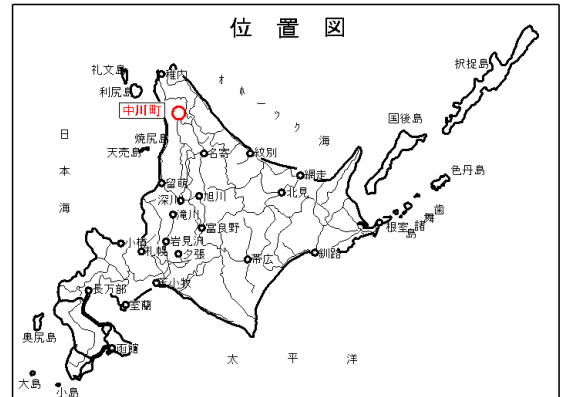 位置図
礼文島
稚内
オホーツク海
択捉島
利尻島
中川町
国後島
日本海
焼尻島
天売島
名寄
紋別
網走
色丹島
留萌
旭川
北見
深川
滝川
歯舞諸島
富良野
根室
小樽
岩見沢
札幌
夕張
帯広
釧路
長万部
苫小牧
室蘭
奥尻島
函館
太平洋
大島
小島